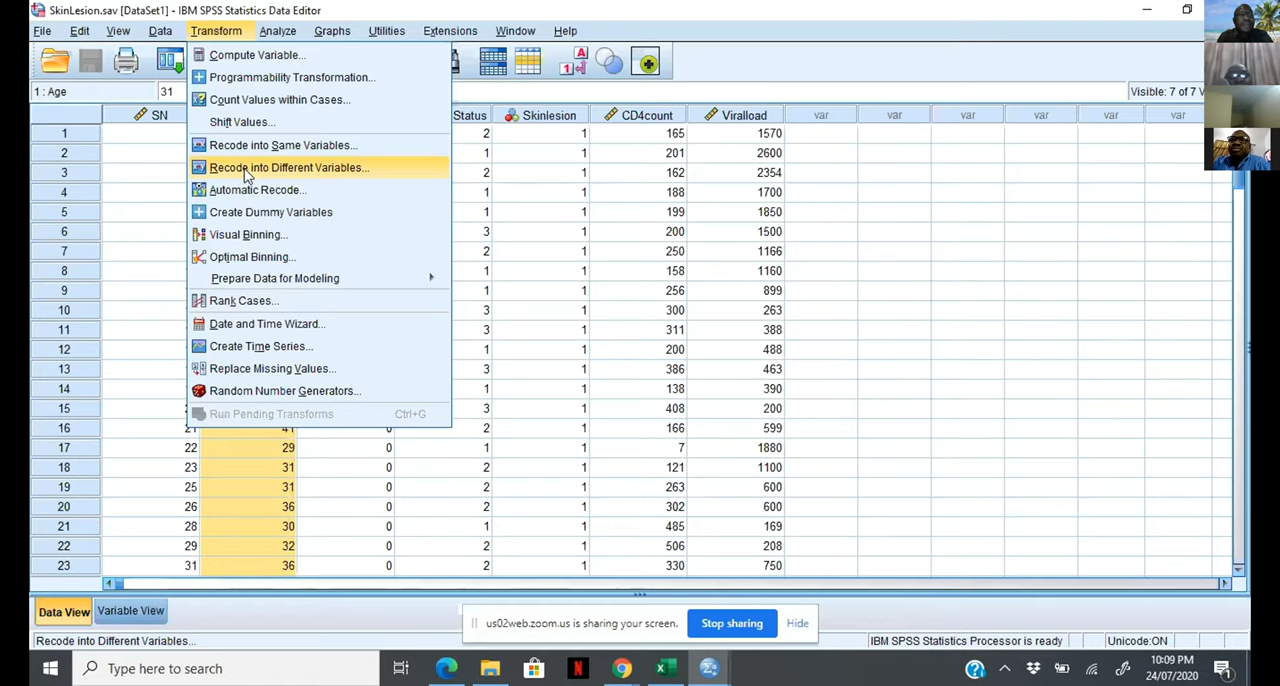 SkinLesion.sav [DataSet1] - IBM SPSS Statistics Data Editor
File Edit View Data Transform Analyze Graphs Utilities Extensions Window Help
1 : Age 31 Visible: 7 of 7 V
Compute Variable...
Programmability Transformation...
Count Values within Cases...
Shift Values...
Recode into Same Variables...
Recode into Different Variables...
Automatic Recode...
Create Dummy Variables
Visual Binning...
Optimal Binning...
Prepare Data for Modeling
Rank Cases...
Date and Time Wizard...
Create Time Series...
Replace Missing Values...
Random Number Generators...
Run Pending Transforms Ctrl+G
SN Status Skinlesion CD4count Viralload var var var var var var
1 2 1 165 1570
2 1 1 201 2600
3 2 1 162 2354
4 1 1 188 1700
5 1 1 199 1850
6 3 1 200 1500
7 2 1 250 1166
8 1 1 158 1160
9 1 1 256 899
10 3 1 300 263
11 3 1 311 388
12 1 1 200 488
13 3 1 386 463
14 1 1 138 390
15 3 1 408 200
16 2 1 166 599
17 22 29 0 1 1 7 1880
18 23 31 0 2 1 121 1100
19 25 31 0 2 1 263 600
20 26 36 0 2 1 302 600
21 28 30 0 1 1 485 169
22 29 32 0 2 1 506 208
23 31 36 0 2 1 330 750
Data View Variable View
us02web.zoom.us is sharing your screen. Stop sharing Hide
Recode into Different Variables... IBM SPSS Statistics Processor is ready Unicode:ON
Type here to search
10:09 PM
24/07/2020